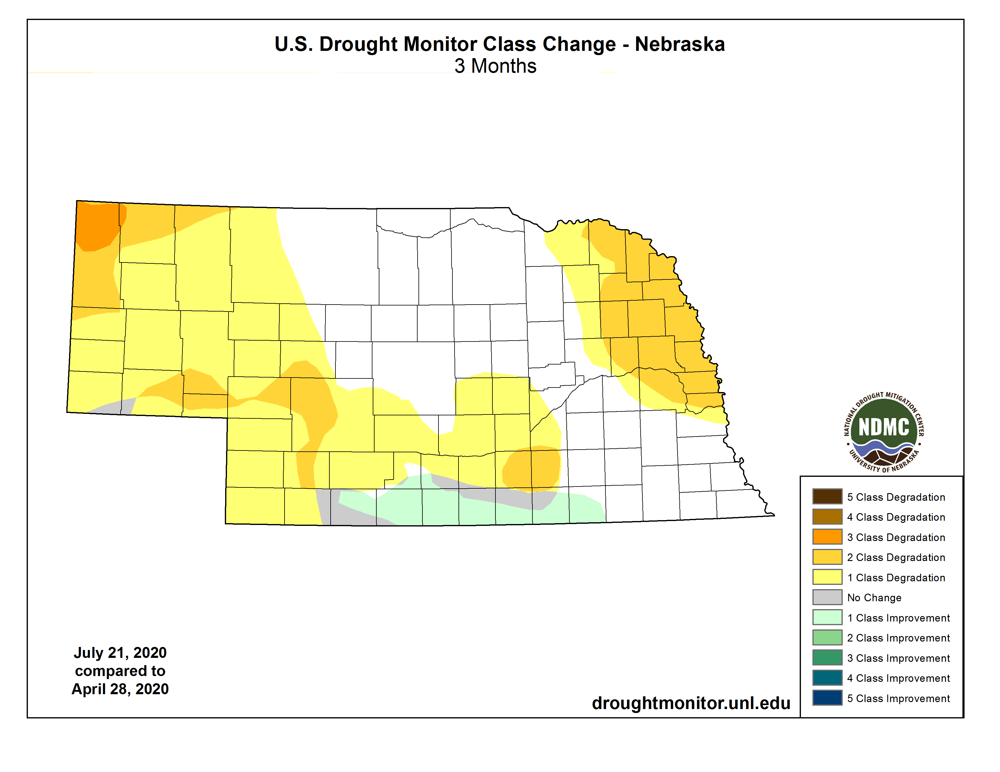 U.S. Drought Monitor Class Change - Nebraska
3 Months
NATIONAL DROUGHT MITIGATION CENTER
NDMC
UNIVERSITY OF NEBRASKA
5 Class Degradation
4 Class Degradation
3 Class Degradation
2 Class Degradation
1 Class Degradation
No Change
1 Class Improvement
2 Class Improvement
3 Class Improvement
4 Class Improvement
5 Class Improvement
July 21, 2020
compared to
April 28, 2020
droughtmonitor.unl.edu